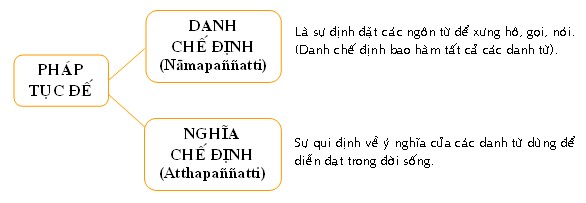 PHÁP
TỤC ĐẾ
DANH
CHẾ ĐỊNH
(Nāmapaññatti)
Là sự định đặt các ngôn từ để xưng hô, gọi, nói.
(Danh chế định bao hàm tất cả các danh từ).
NGHĨA
CHẾ ĐỊNH
(Atthapaññatti)
Sự qui định về ý nghĩa của các danh từ dùng để
diễn đạt trong đời sống.